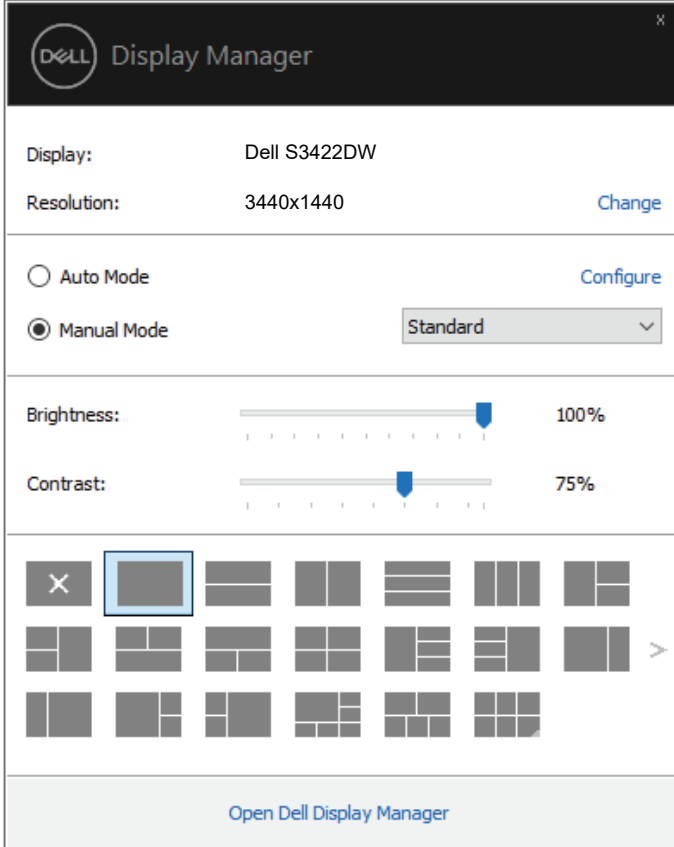 x
DELL Display Manager
Display: Dell S3422DW
Resolution: 3440x1440 Change
Auto Mode Configure
Manual Mode Standard
Brightness: 100%
Contrast: 75%
Open Dell Display Manager